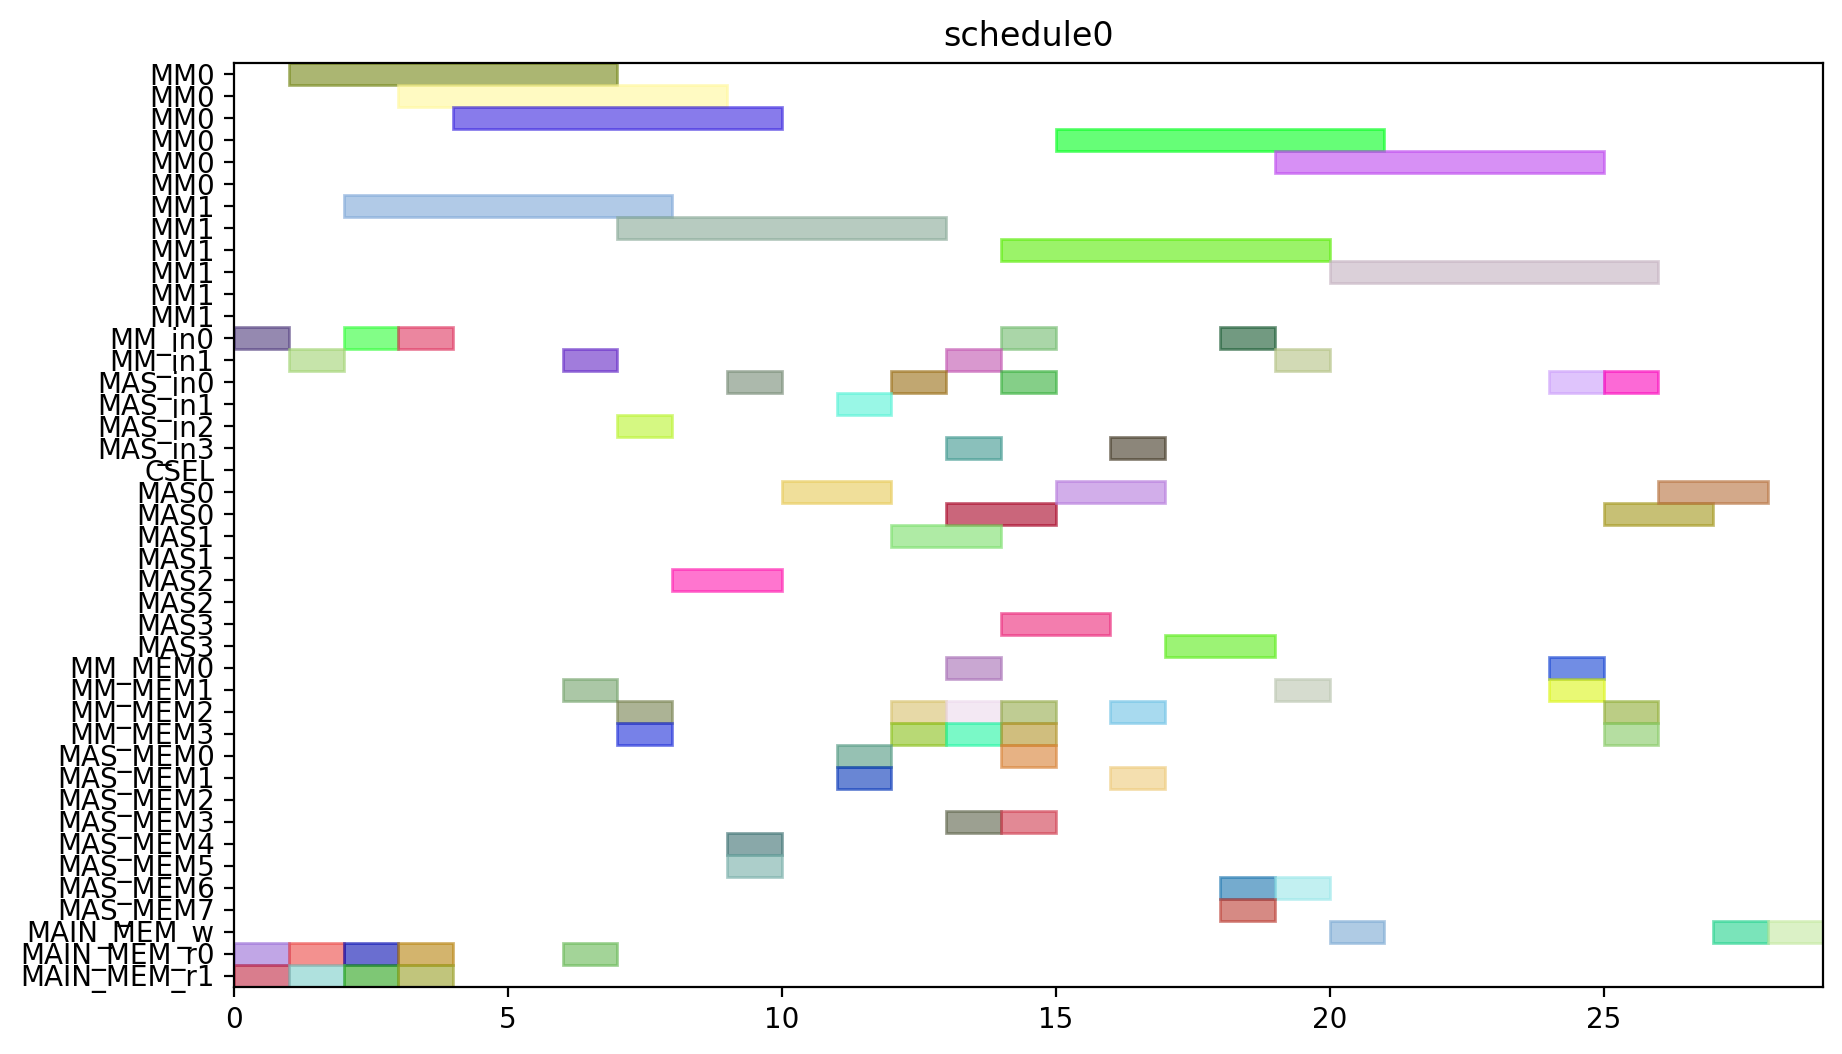 schedule0
MM0
MM0
MM0
MM0
MM0
MM0
MM1
MM1
MM1
MM1
MM1
MM1
MM_in0
MM_in1
MAS_in0
MAS_in1
MAS_in2
MAS_in3
CSEL
MAS0
MAS0
MAS1
MAS1
MAS2
MAS2
MAS3
MAS3
MM_MEM0
MM_MEM1
MM_MEM2
MM_MEM3
MAS_MEM0
MAS_MEM1
MAS_MEM2
MAS_MEM3
MAS_MEM4
MAS_MEM5
MAS_MEM6
MAS_MEM7
MAIN_MEM_w
MAIN_MEM_r0
MAIN_MEM_r1
0 5 10 15 20 25